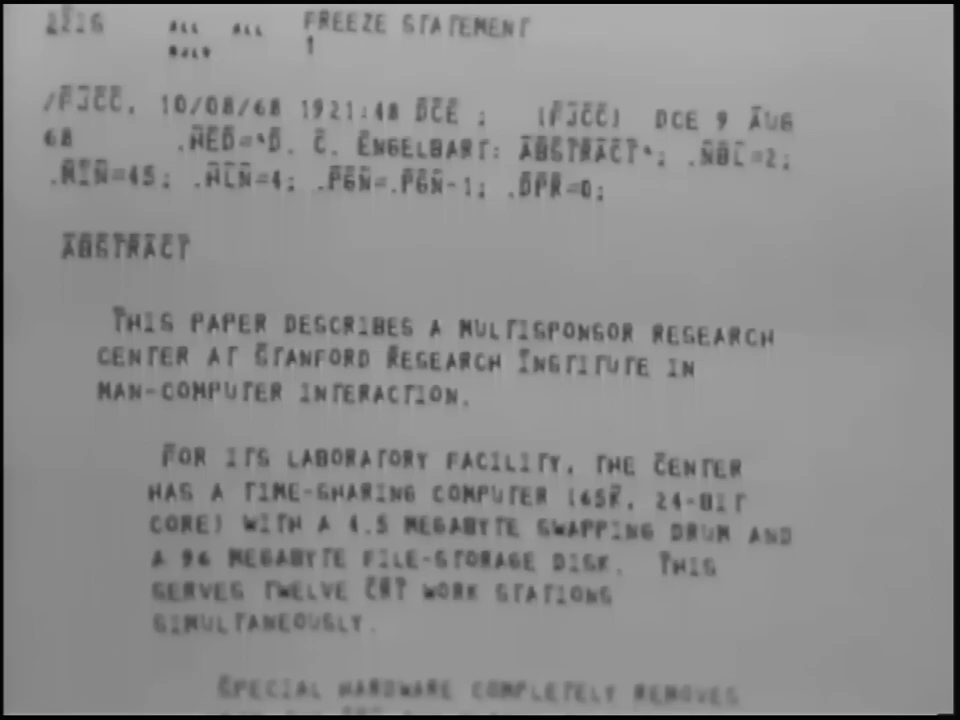 ALL ALL FREEZE STATEMENT
1
/FJCC, 10/08/68 1921:48 DCE ; (FJCC) DCE 9 AUG
68 .HED="D. C. ENGELBART: ABSTRACT"; .NBL=2;
.MIN=45; .HLN=4; .PGN=.PGN-1; .DPR=0;
ABSTRACT
THIS PAPER DESCRIBES A MULTISPONSOR RESEARCH
CENTER AT STANFORD RESEARCH INSTITUTE IN
MAN-COMPUTER INTERACTION.
FOR ITS LABORATORY FACILITY, THE CENTER
HAS A TIME-SHARING COMPUTER (65K, 24-BIT
CORE) WITH A 4.5 MEGABYTE SWAPPING DRUM AND
A 96 MEGABYTE FILE-STORAGE DISK. THIS
SERVES TWELVE CRT WORK STATIONS
SIMULTANEOUSLY.
SPECIAL HARDWARE COMPLETELY REMOVES